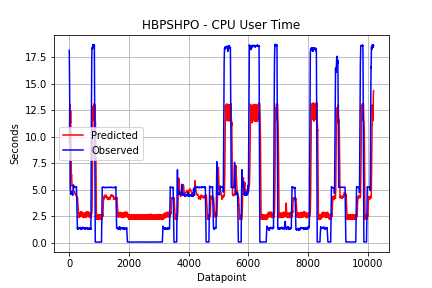 HBPSHPO - CPU User Time
17.5
15.0
12.5
10.0
7.5
5.0
2.5
0.0
Seconds
Predicted
Observed
0 2000 4000 6000 8000 10000
Datapoint